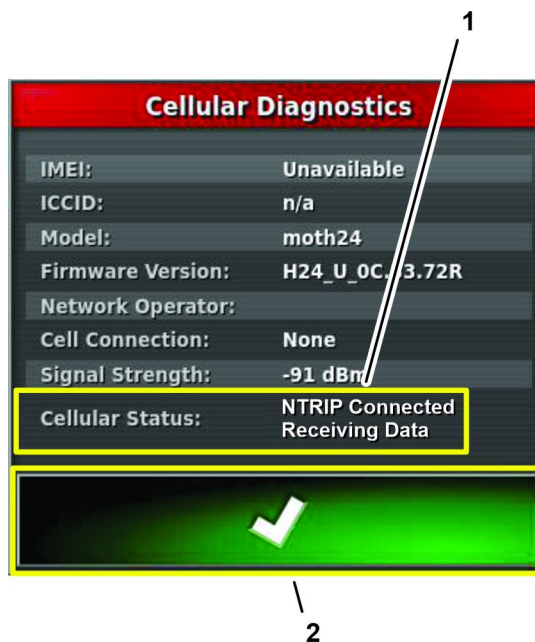 1
Cellular Diagnostics
IMEI: Unavailable
ICCID: n/a
Model: moth24
Firmware Version: H24_U_0C. 3.72R
Network Operator:
Cell Connection: None
Signal Strength: -91 dBm
Cellular Status: NTRIP Connected
Receiving Data
2